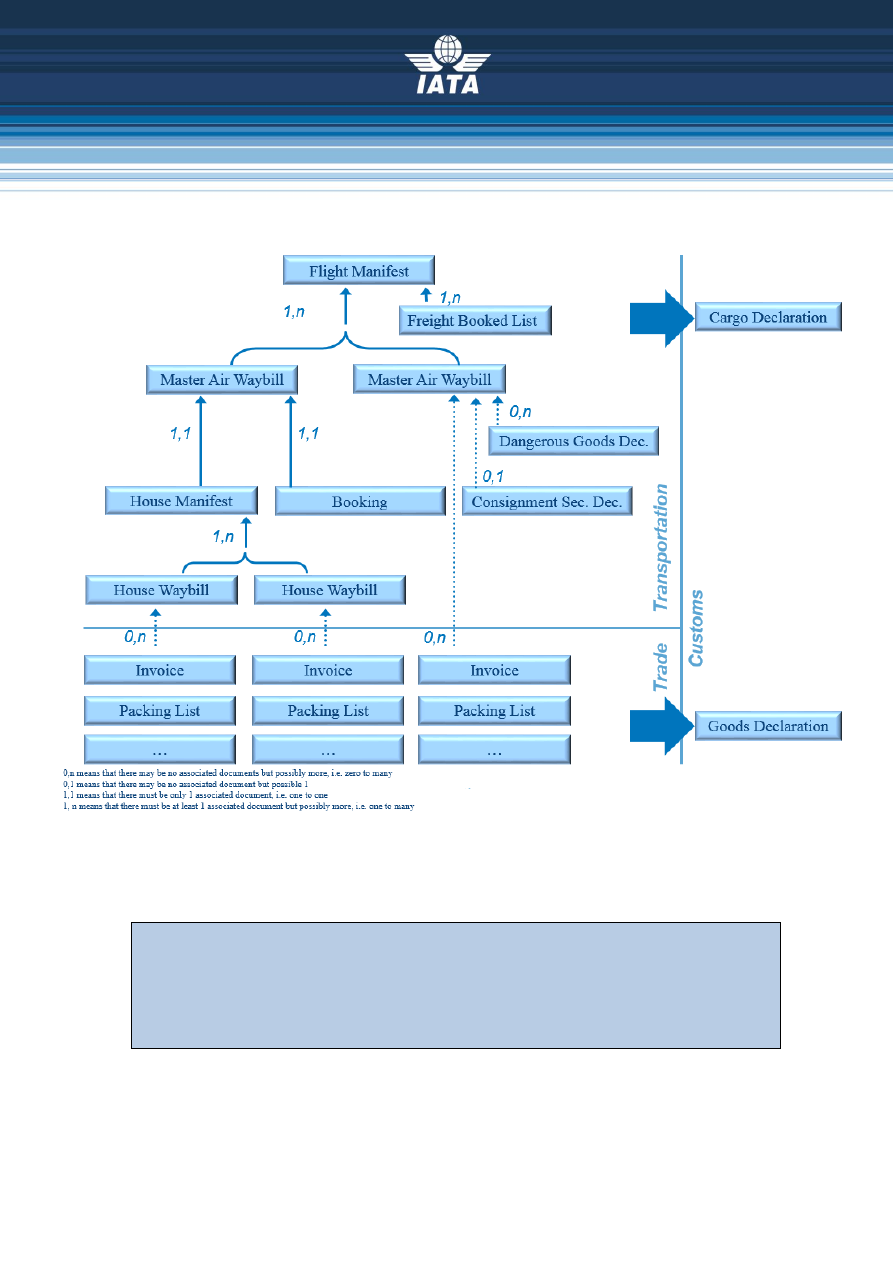 IATA
Flight Manifest
1,n
1,n
Freight Booked List
Cargo Declaration
Master Air Waybill
Master Air Waybill
0,n
1,1
1,1
Dangerous Goods Dec.
0,1
House Manifest
Booking
Consignment Sec. Dec.
Transportation
1,n
House Waybill
House Waybill
Customs
0,n
0,n
0,n
Trade
Invoice
Invoice
Invoice
Packing List
Packing List
Packing List
Goods Declaration
…
…
…
0,n means that there may be no associated documents but possibly more, i.e. zero to many
0,1 means that there may be no associated document but possible 1
1,1 means that there must be only 1 associated document, i.e. one to one
1, n means that there must be at least 1 associated document but possibly more, i.e. one to many